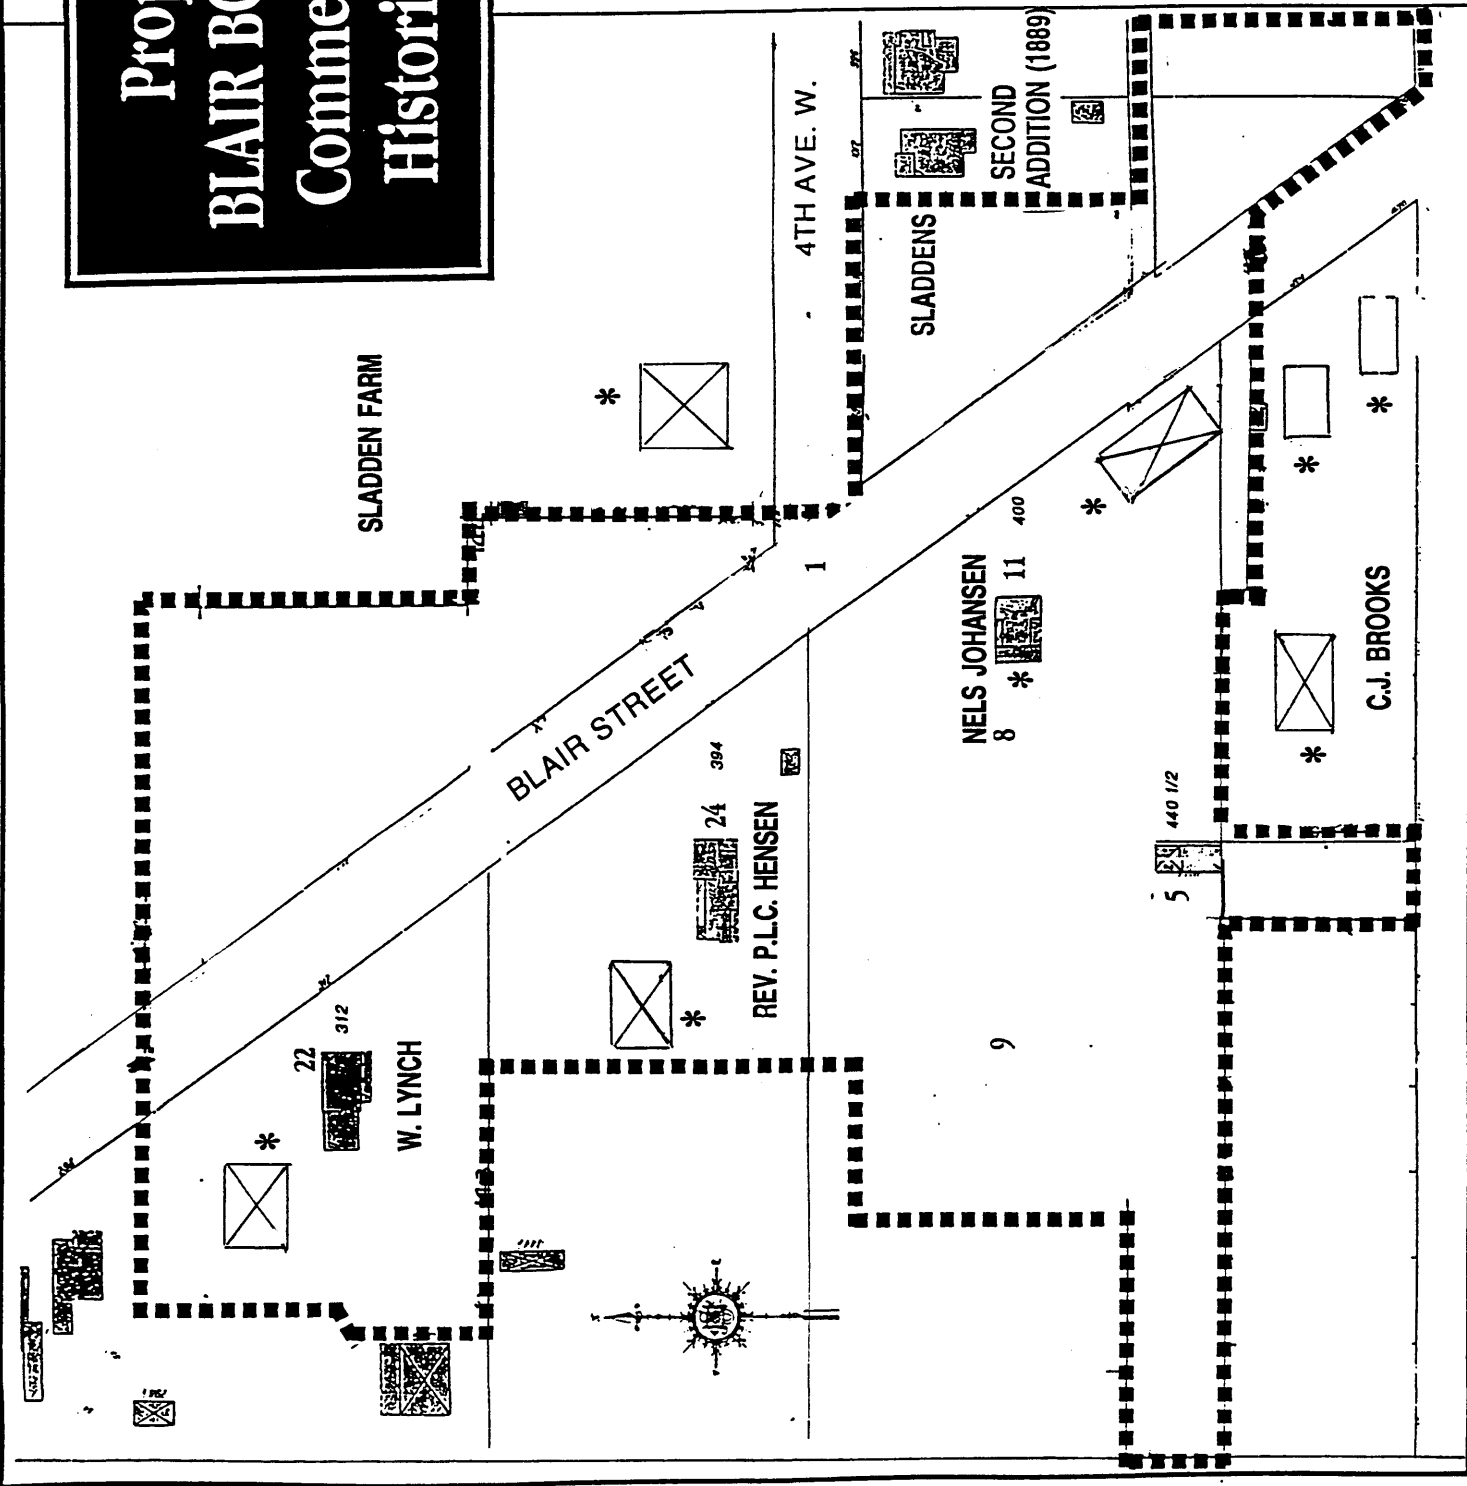 Prop
BLAIR BO
Comme
Histori
SLADDEN FARM
4TH AVE. W.
SECOND
ADDITION (1889)
SLADDENS
BLAIR STREET
1
NELS JOHANSEN
8 * 11 400
C.J. BROOKS
394
24
REV. P.L.C. HENSEN
440 1/2
5
9
22
312
W. LYNCH
*
*
*
*
*
*
*